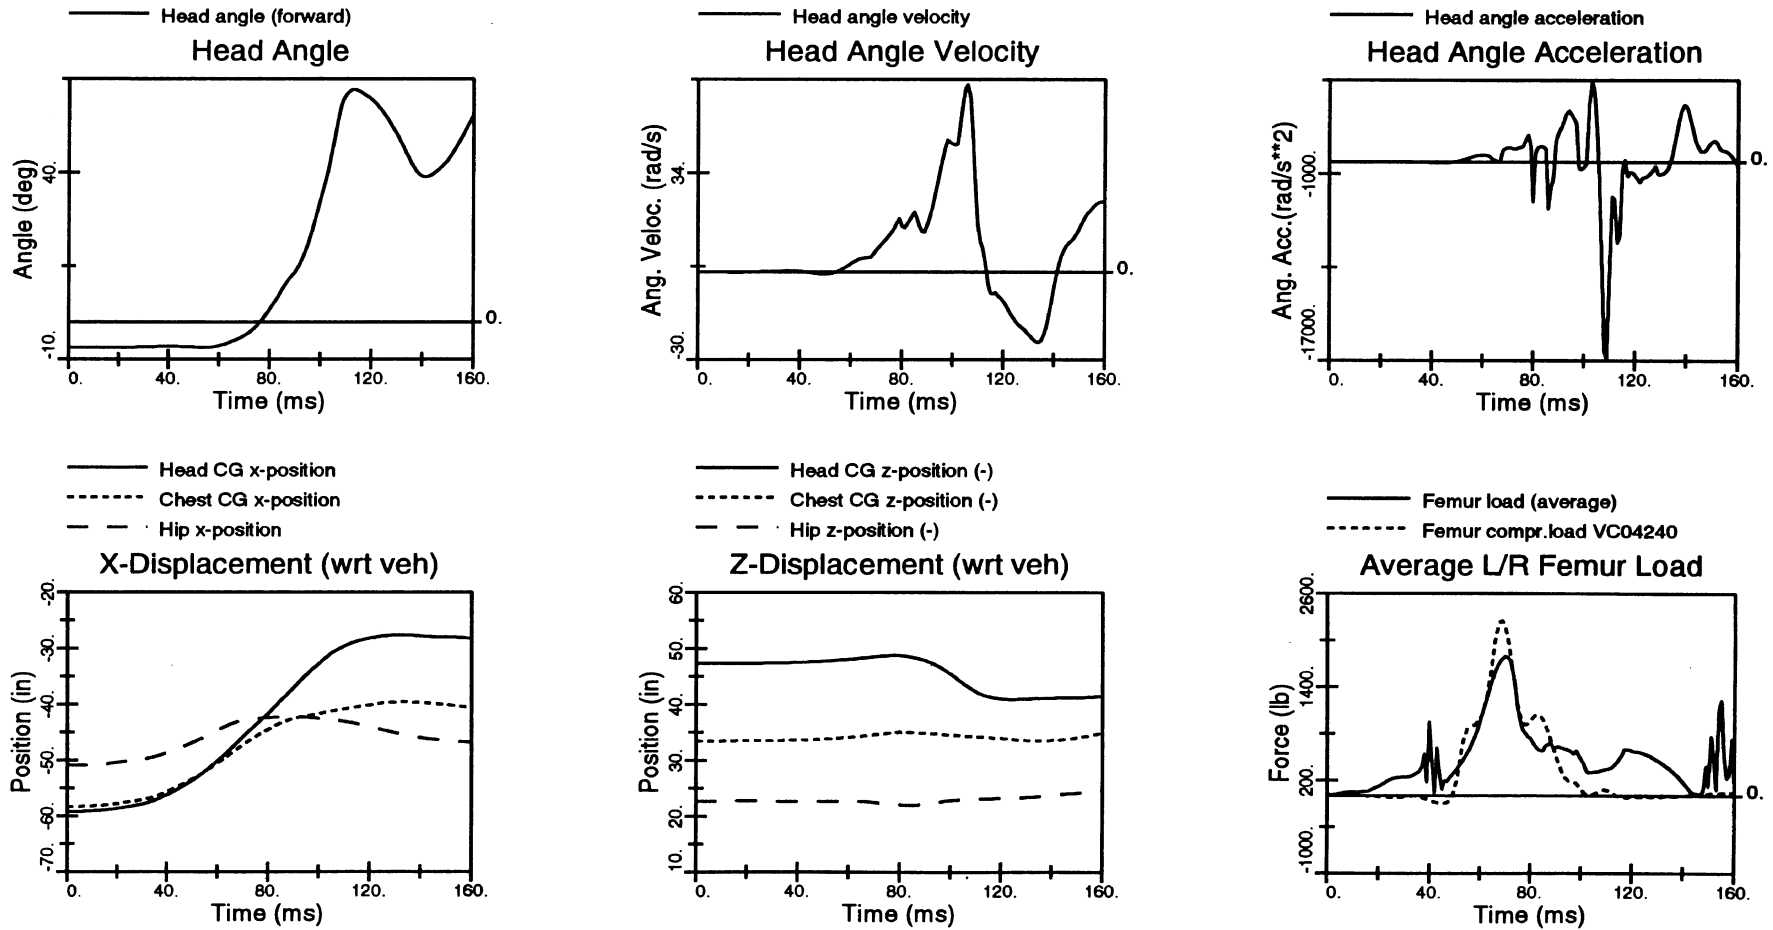 Head angle (forward)
Head Angle
Angle (deg)
40.
-10.
0.
0.
40.
80.
120.
160.
Time (ms)
Head angle velocity
Head Angle Velocity
Ang. Veloc. (rad/s)
34.
-30.
0.
0.
40.
80.
120.
160.
Time (ms)
Head angle acceleration
Head Angle Acceleration
Ang. Acc.(rad/s**2)
-1000.
-17000.
0.
0.
40.
80.
120.
160.
Time (ms)
Head CG x-position
Chest CG x-position
Hip x-position
X-Displacement (wrt veh)
Position (in)
-20.
-30.
-40.
-50.
-60.
-70.
0.
40.
80.
120.
160.
Time (ms)
Head CG z-position (-)
Chest CG z-position (-)
Hip z-position (-)
Z-Displacement (wrt veh)
Position (in)
60.
50.
40.
30.
20.
10.
0.
40.
80.
120.
160.
Time (ms)
Femur load (average)
Femur compr.load VC04240
Average L/R Femur Load
Force (lb)
2600.
1400.
200.
-1000.
0.
0.
40.
80.
120.
160.
Time (ms)